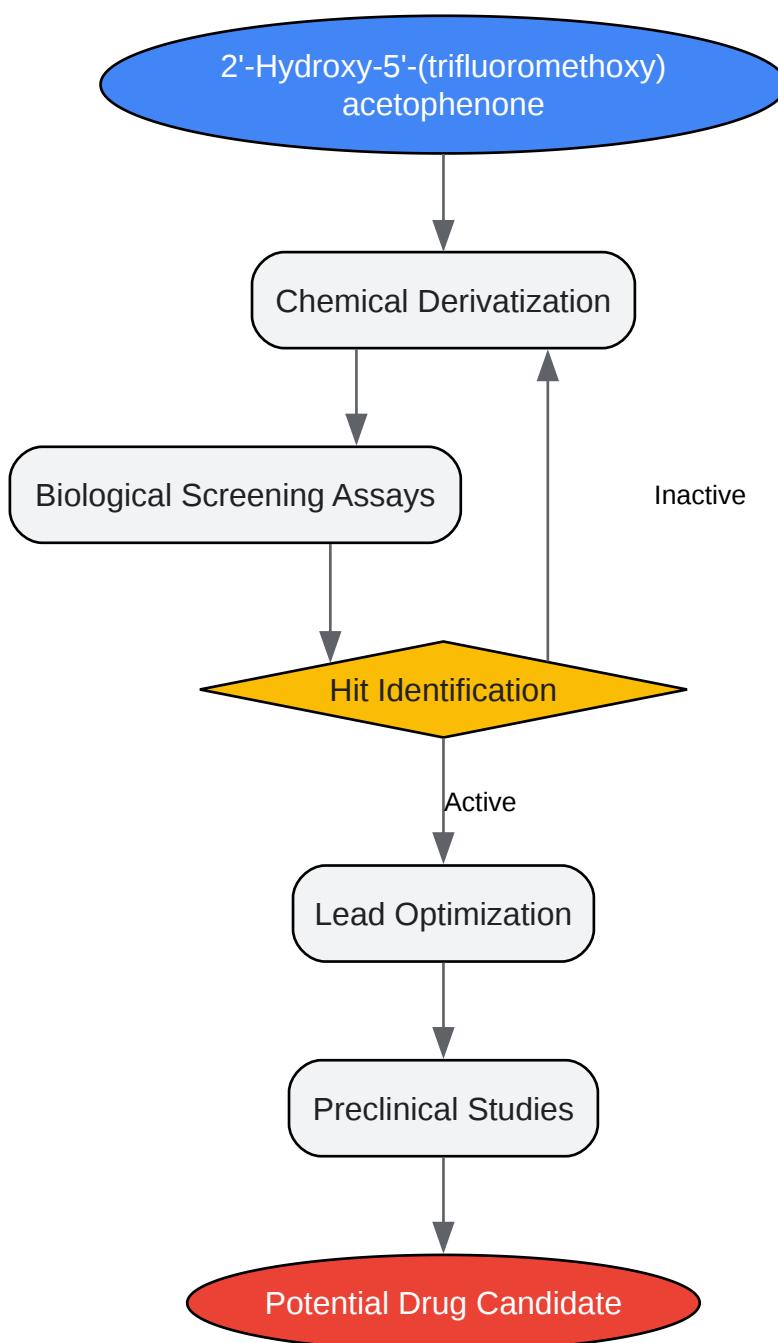 2'-Hydroxy-5'-(trifluoromethoxy)
acetophenone
Chemical Derivatization
Biological Screening Assays
Inactive
Hit Identification
Active
Lead Optimization
Preclinical Studies
Potential Drug Candidate